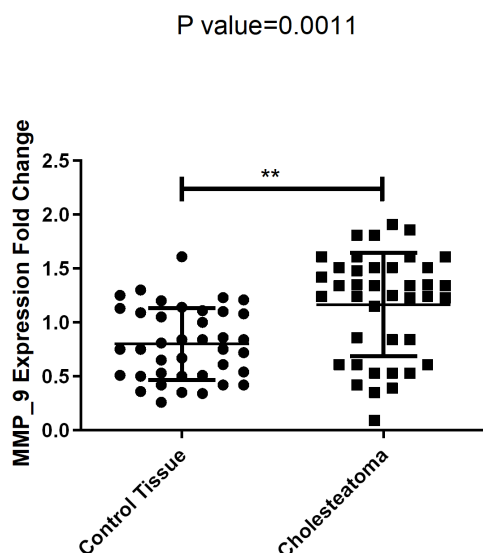 P value=0.0011
**
MMP_9 Expression Fold Change
2.5
2.0
1.5
1.0
0.5
0.0
Control Tissue
Cholesteatoma